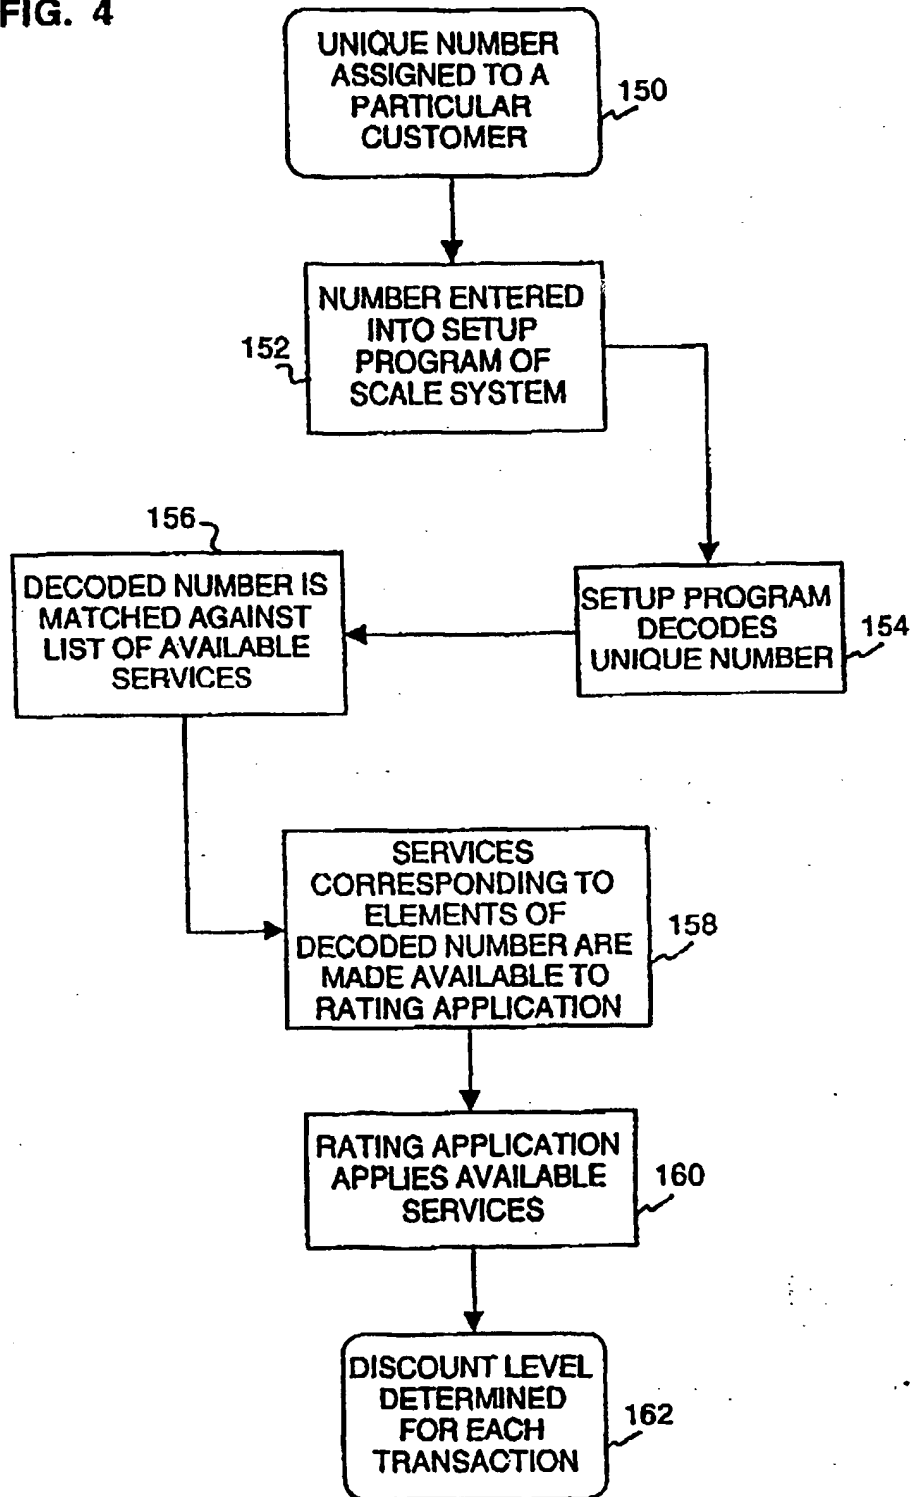 FIG. 4
UNIQUE NUMBER
ASSIGNED TO A
PARTICULAR
CUSTOMER
150
NUMBER ENTERED
INTO SETUP
PROGRAM OF
SCALE SYSTEM
152
SETUP PROGRAM
DECODES
UNIQUE NUMBER
154
156
DECODED NUMBER IS
MATCHED AGAINST
LIST OF AVAILABLE
SERVICES
SERVICES
CORRESPONDING TO
ELEMENTS OF
DECODED NUMBER ARE
MADE AVAILABLE TO
RATING APPLICATION
158
RATING APPLICATION
APPLIES AVAILABLE
SERVICES
160
DISCOUNT LEVEL
DETERMINED
FOR EACH
TRANSACTION
162